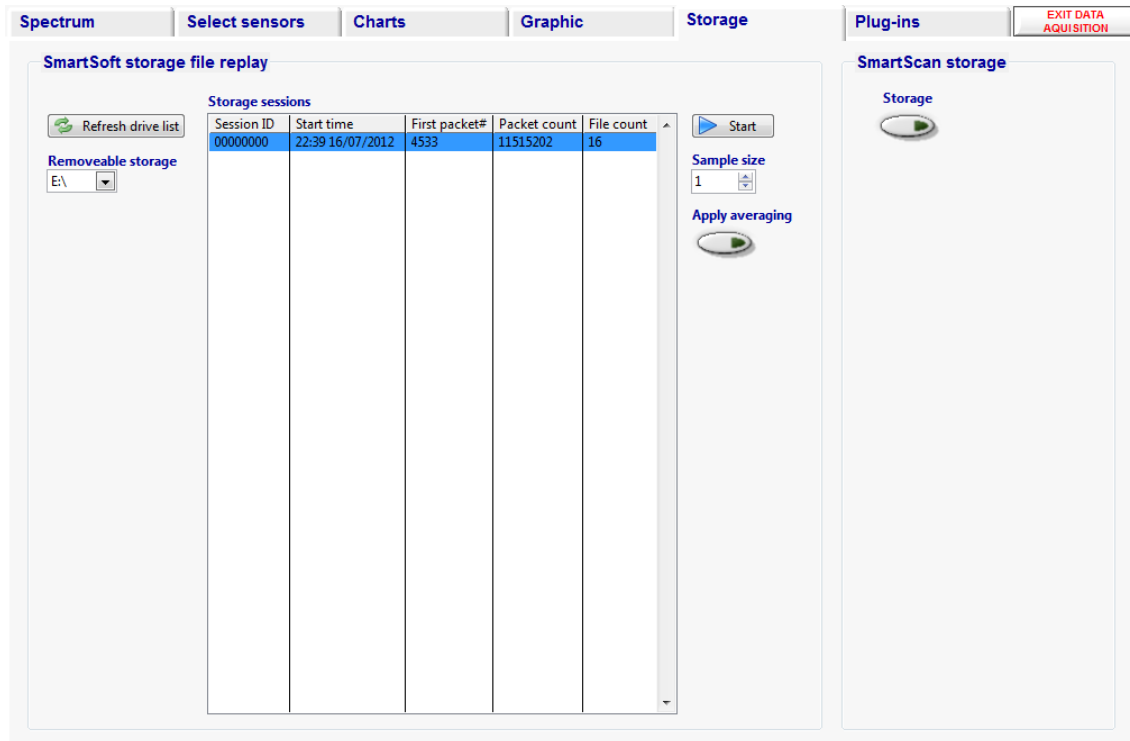 Spectrum Select sensors Charts Graphic Storage Plug-ins EXIT DATA
AQUISITION
SmartSoft storage file replay
Refresh drive list
Removeable storage
E:\
Storage sessions
Session ID Start time First packet# Packet count File count
00000000 22:39 16/07/2012 4533 11515202 16
Start
Sample size
1
Apply averaging
SmartScan storage
Storage